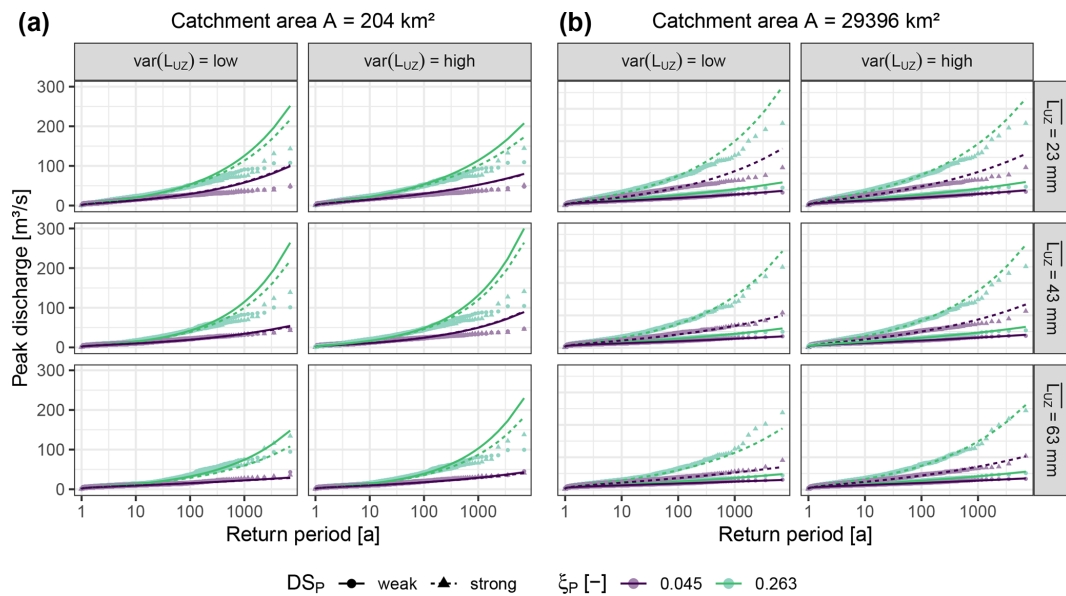 (a) Catchment area A = 204 km²
(b) Catchment area A = 29396 km²
var(L_UZ) = low
var(L_UZ) = high
var(L_UZ) = low
var(L_UZ) = high
Peak discharge [m³/s]
300
200
100
0
300
200
100
0
300
200
100
0
L̅_UZ = 23 mm
L̅_UZ = 43 mm
L̅_UZ = 63 mm
1 10 100 1000
1 10 100 1000
1 10 100 1000
1 10 100 1000
Return period [a]
Return period [a]
DS_P weak strong ξ_P [−] 0.045 0.263